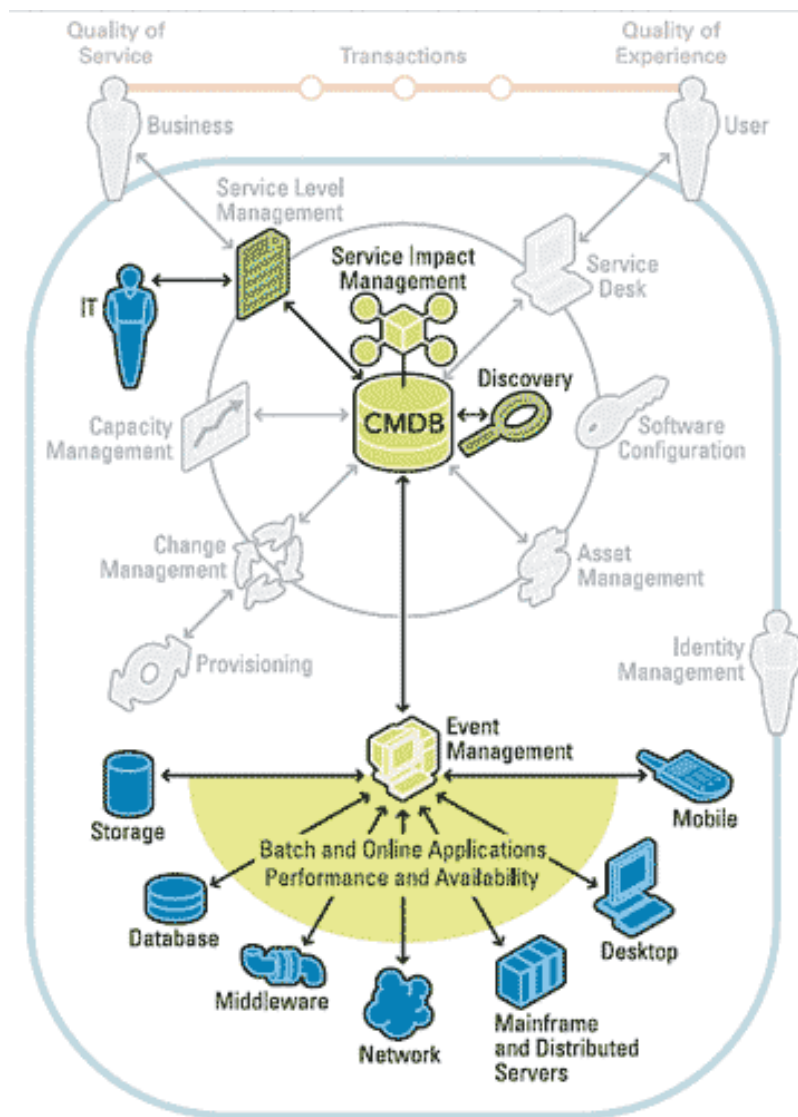 Quality of
Service
Transactions
Quality of
Experience
Business
User
Service Level
Management
Service Impact
Management
Service
Desk
IT
Discovery
CMDB
Capacity
Management
Software
Configuration
Change
Management
Asset
Management
Provisioning
Identity
Management
Event
Management
Storage
Mobile
Batch and Online Applications
Performance and Availability
Database
Desktop
Middleware
Network
Mainframe
and Distributed
Servers